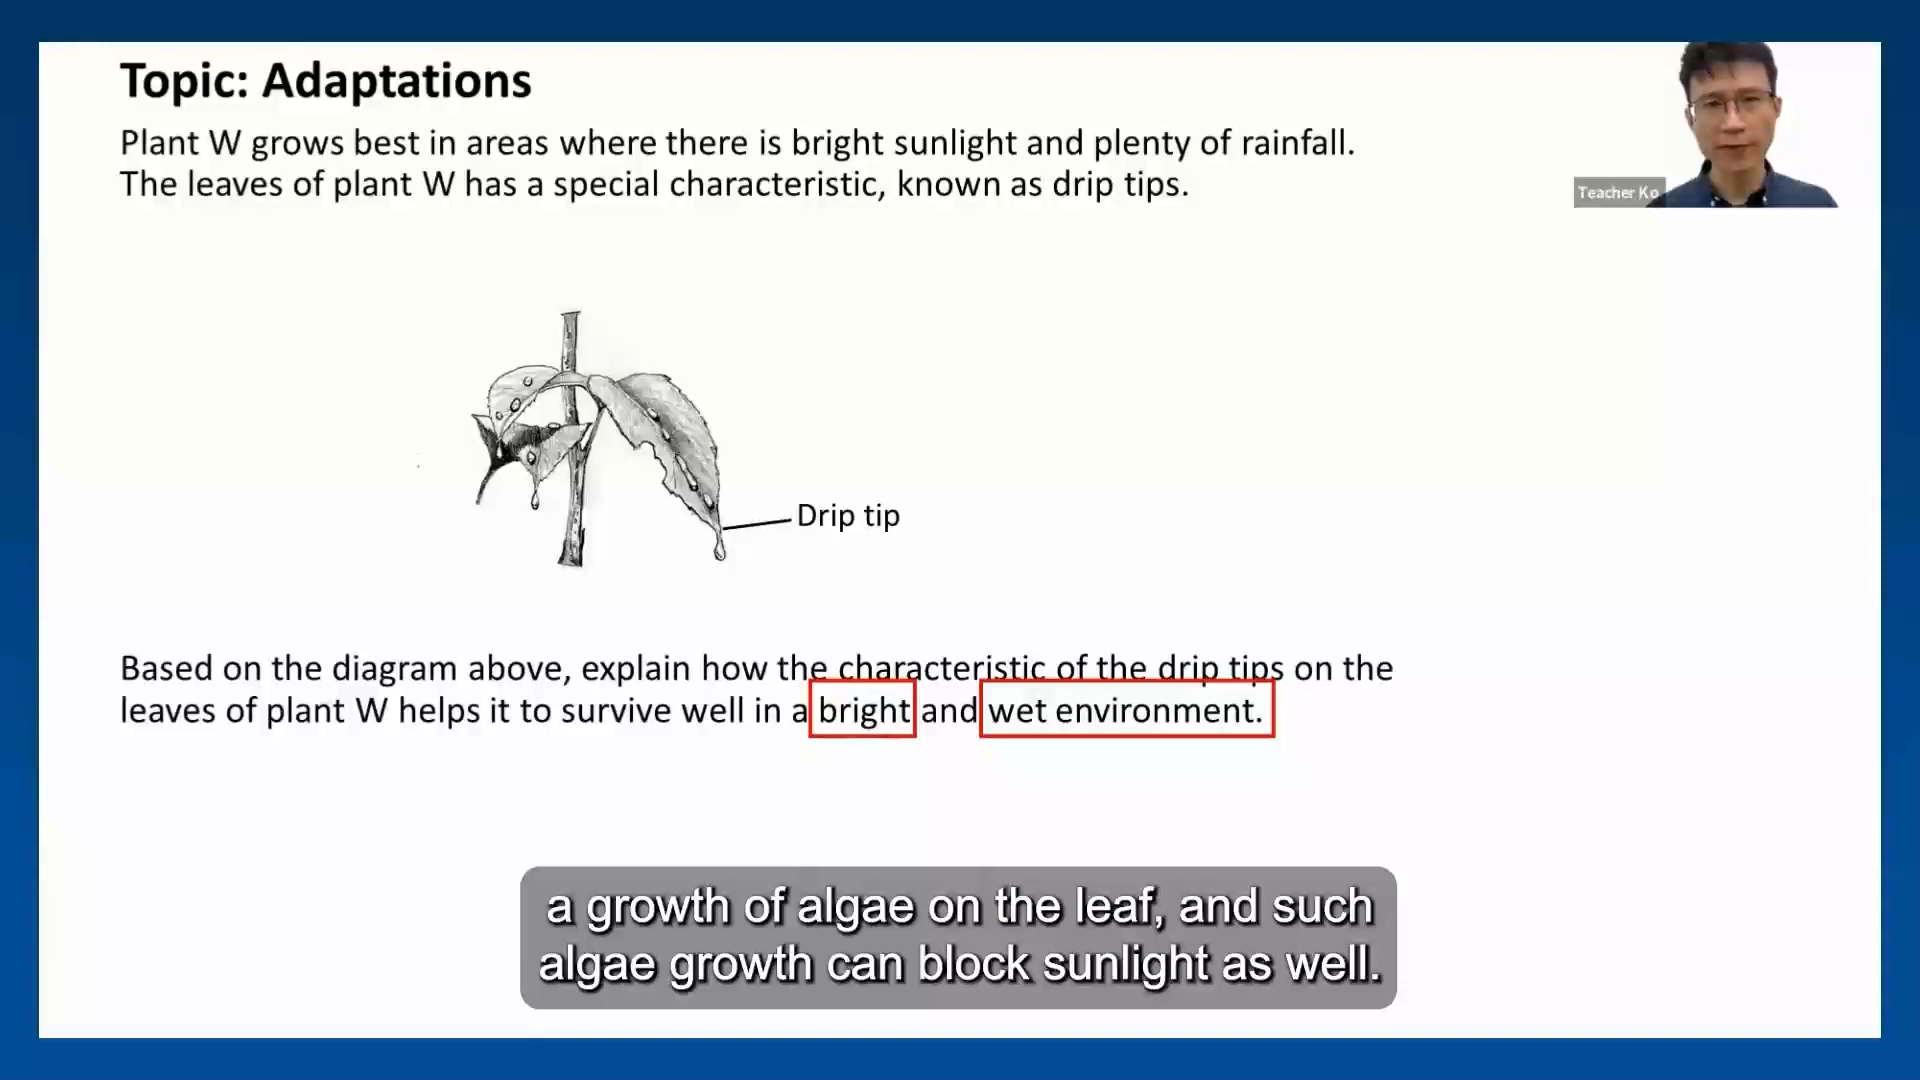 Topic: Adaptations
Plant W grows best in areas where there is bright sunlight and plenty of rainfall.
The leaves of plant W has a special characteristic, known as drip tips.
Teacher Ko
Drip tip
Based on the diagram above, explain how the characteristic of the drip tips on the
leaves of plant W helps it to survive well in a bright and wet environment.
a growth of algae on the leaf, and such
algae growth can block sunlight as well.